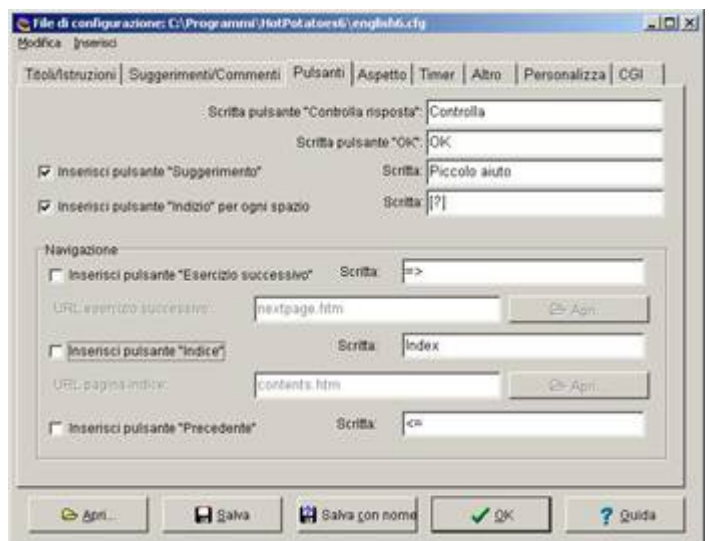 File di configurazione: C:\Programmi\HotPotatoes6\english6.cfg
Modifica Inserisci
Titoli/Istruzioni Suggerimenti/Commenti Pulsanti Aspetto Timer Altro Personalizza CGI
Scritta pulsante "Controlla risposta": Controlla
Scritta pulsante "OK": OK
Inserisci pulsante "Suggerimento" Scritta: Piccolo aiuto
Inserisci pulsante "Indizio" per ogni spazio Scritta: [?]
Navigazione
Inserisci pulsante "Esercizio successivo" Scritta: =>
URL esercizio successivo: nextpage.htm Apri...
Inserisci pulsante "Indice" Scritta: Index
URL pagina indice: contents.htm Apri...
Inserisci pulsante "Precedente" Scritta: <=
Apri... Salva Salva con nome OK Guida